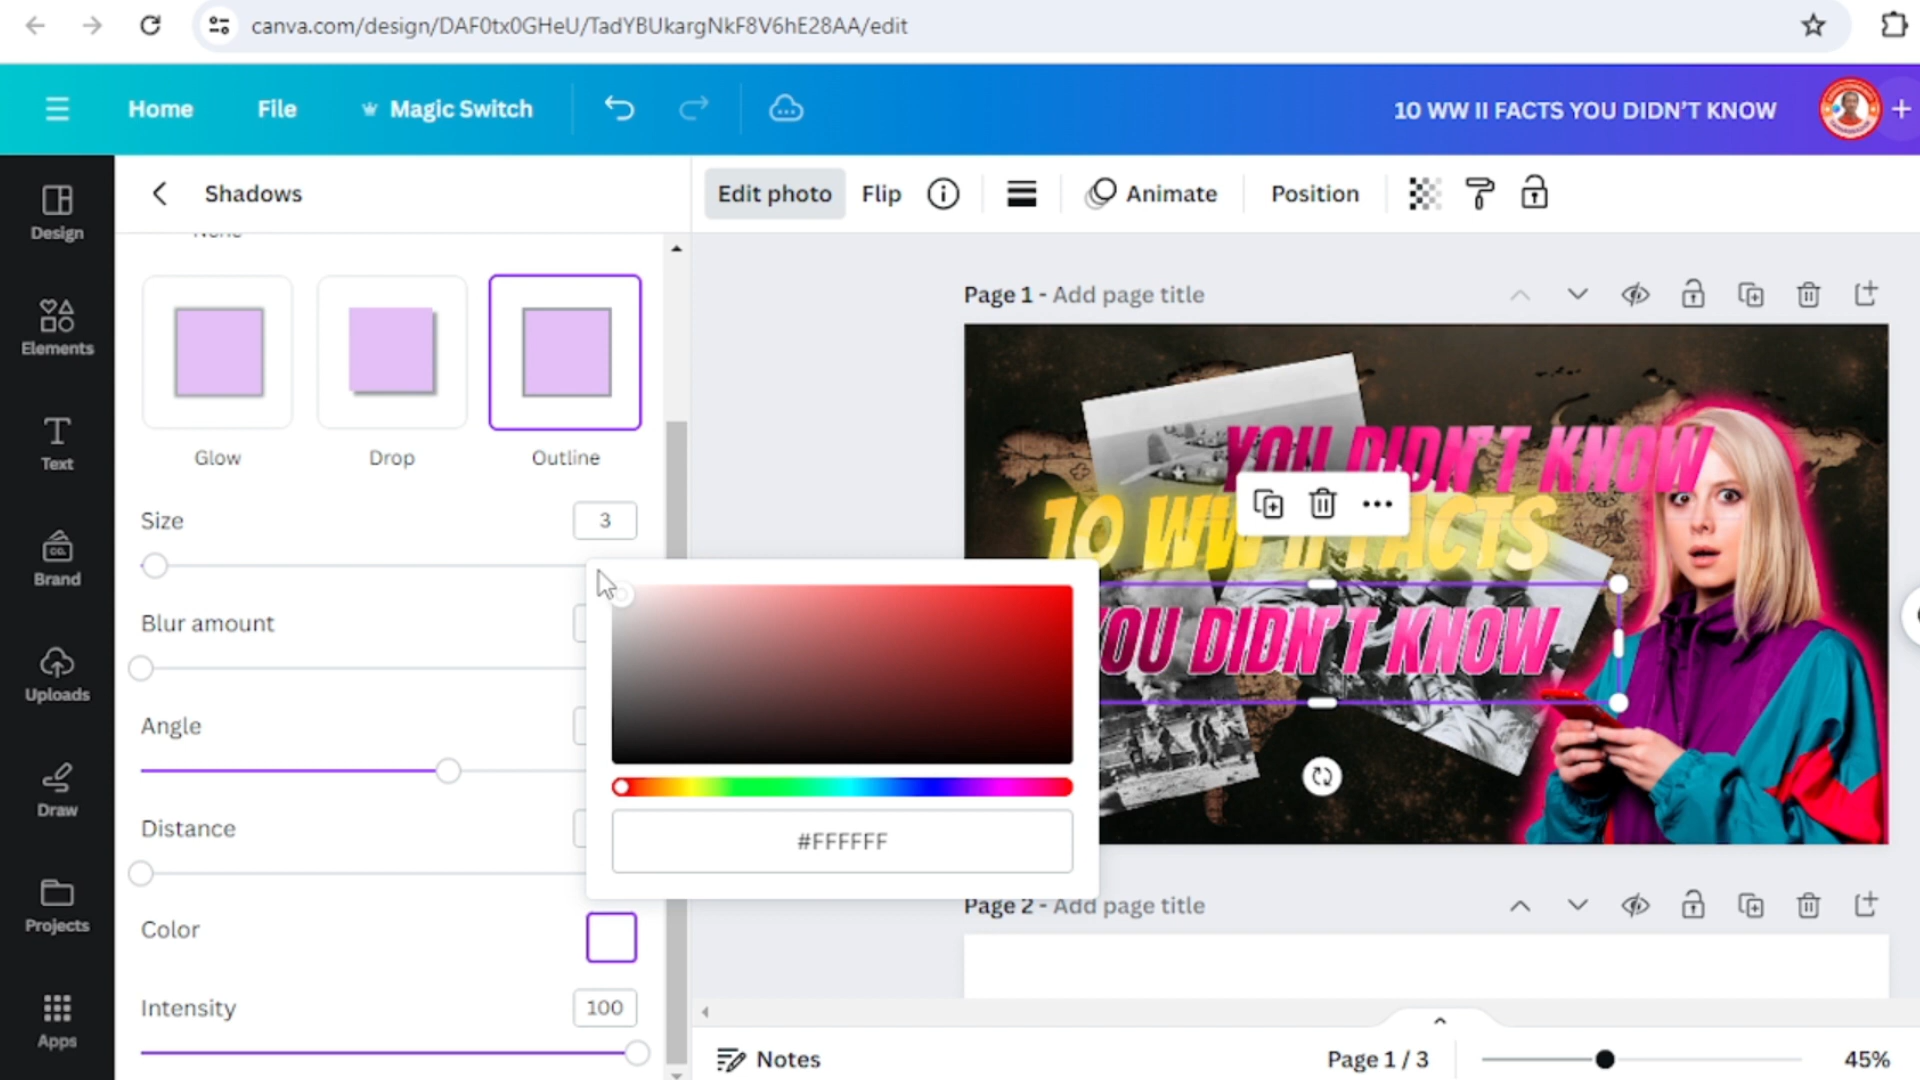 canva.com/design/DAF0tx0GHeU/TadYBUkargNkF8V6hE28AA/edit
Home File Magic Switch 10 WW II FACTS YOU DIDN'T KNOW
Shadows
Edit photo Flip Animate Position
None
Design
Elements
Text
Brand
CO.
Uploads
Draw
Projects
Apps
Glow Drop Outline
Size 3
Blur amount
Angle
Distance
Color
Intensity 100
#FFFFFF
Page 1 - Add page title
YOU DIDN'T KNOW
10 WW II FACTS
YOU DIDN'T KNOW
Page 2 - Add page title
Notes
Page 1 / 3
45%